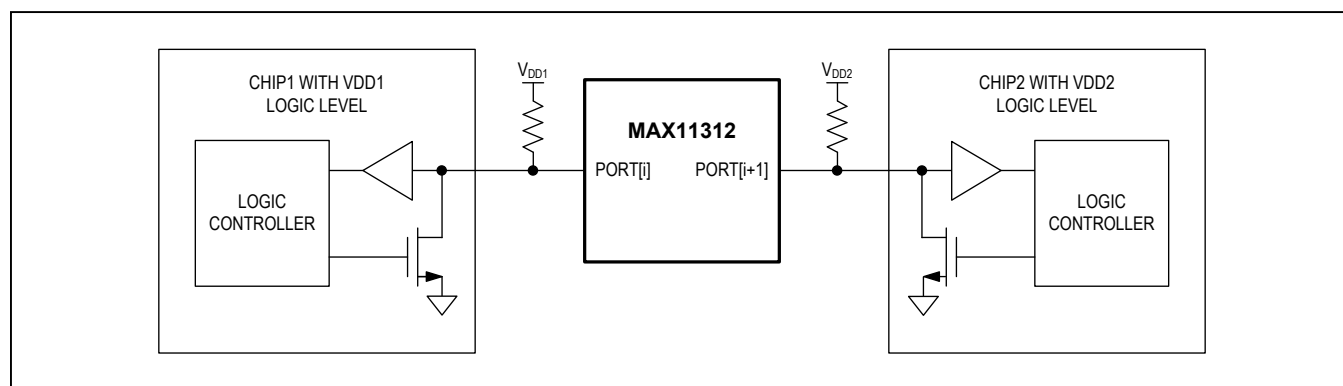 CHIP1 WITH VDD1
LOGIC LEVEL
LOGIC
CONTROLLER
VDD1
MAX11312
PORT[i] PORT[i+1]
VDD2
CHIP2 WITH VDD2
LOGIC LEVEL
LOGIC
CONTROLLER